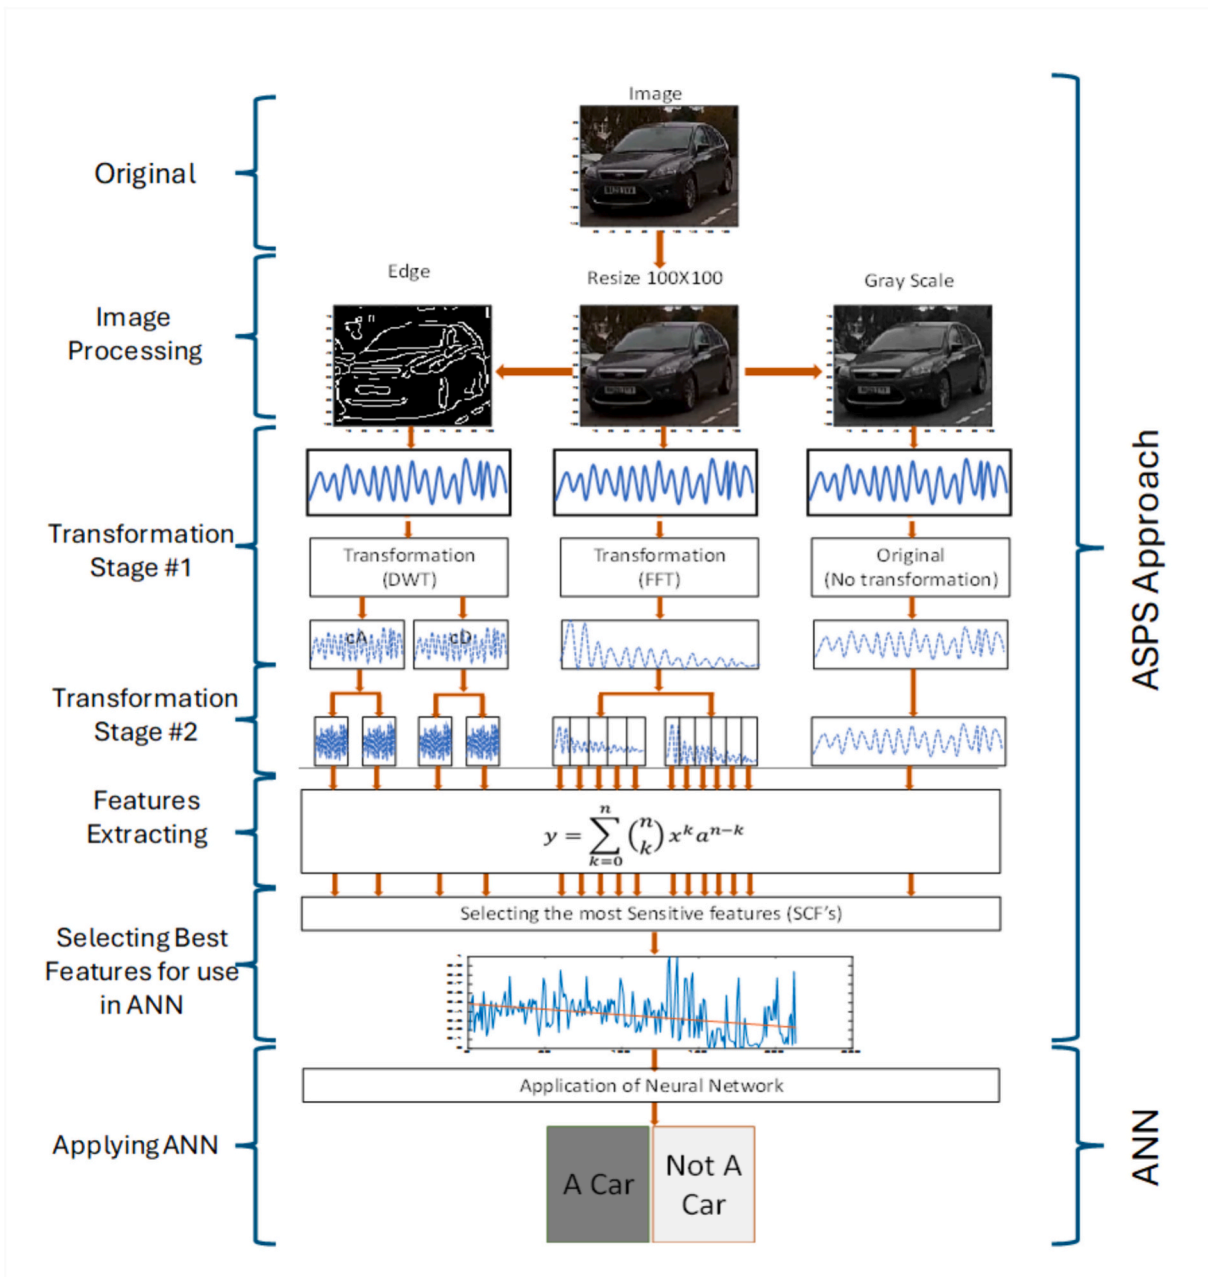 Image
Original
Edge
Resize 100X100
Gray Scale
Image
Processing
Transformation
Stage #1
Transformation
(DWT)
Transformation
(FFT)
Original
(No transformation)
cA
cD
Transformation
Stage #2
Features
Extracting
y = \sum_{k=0}^{n} \binom{n}{k} x^k a^{n-k}
Selecting the most Sensitive features (SCF's)
Selecting Best
Features for use
in ANN
Application of Neural Network
Applying ANN
A Car
Not A
Car
ASPS Approach
ANN